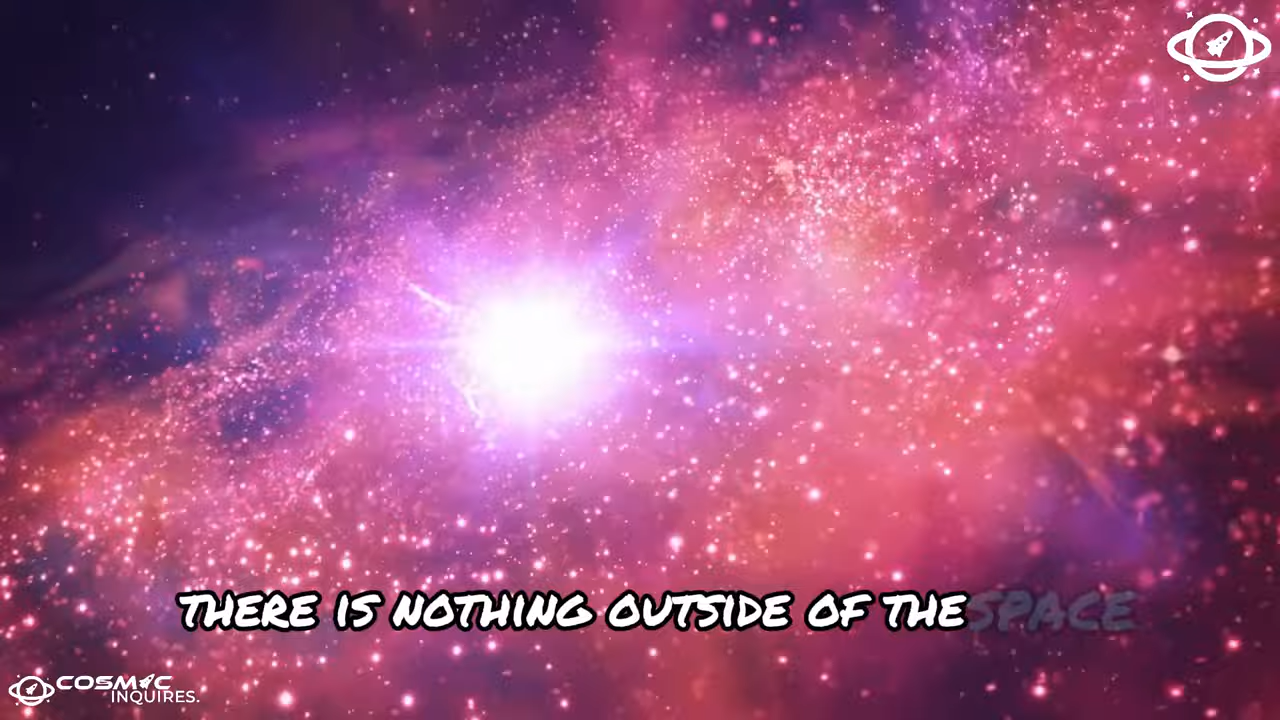 THERE IS NOTHING OUTSIDE OF THE SPACE
COSMIC
INQUIRES.